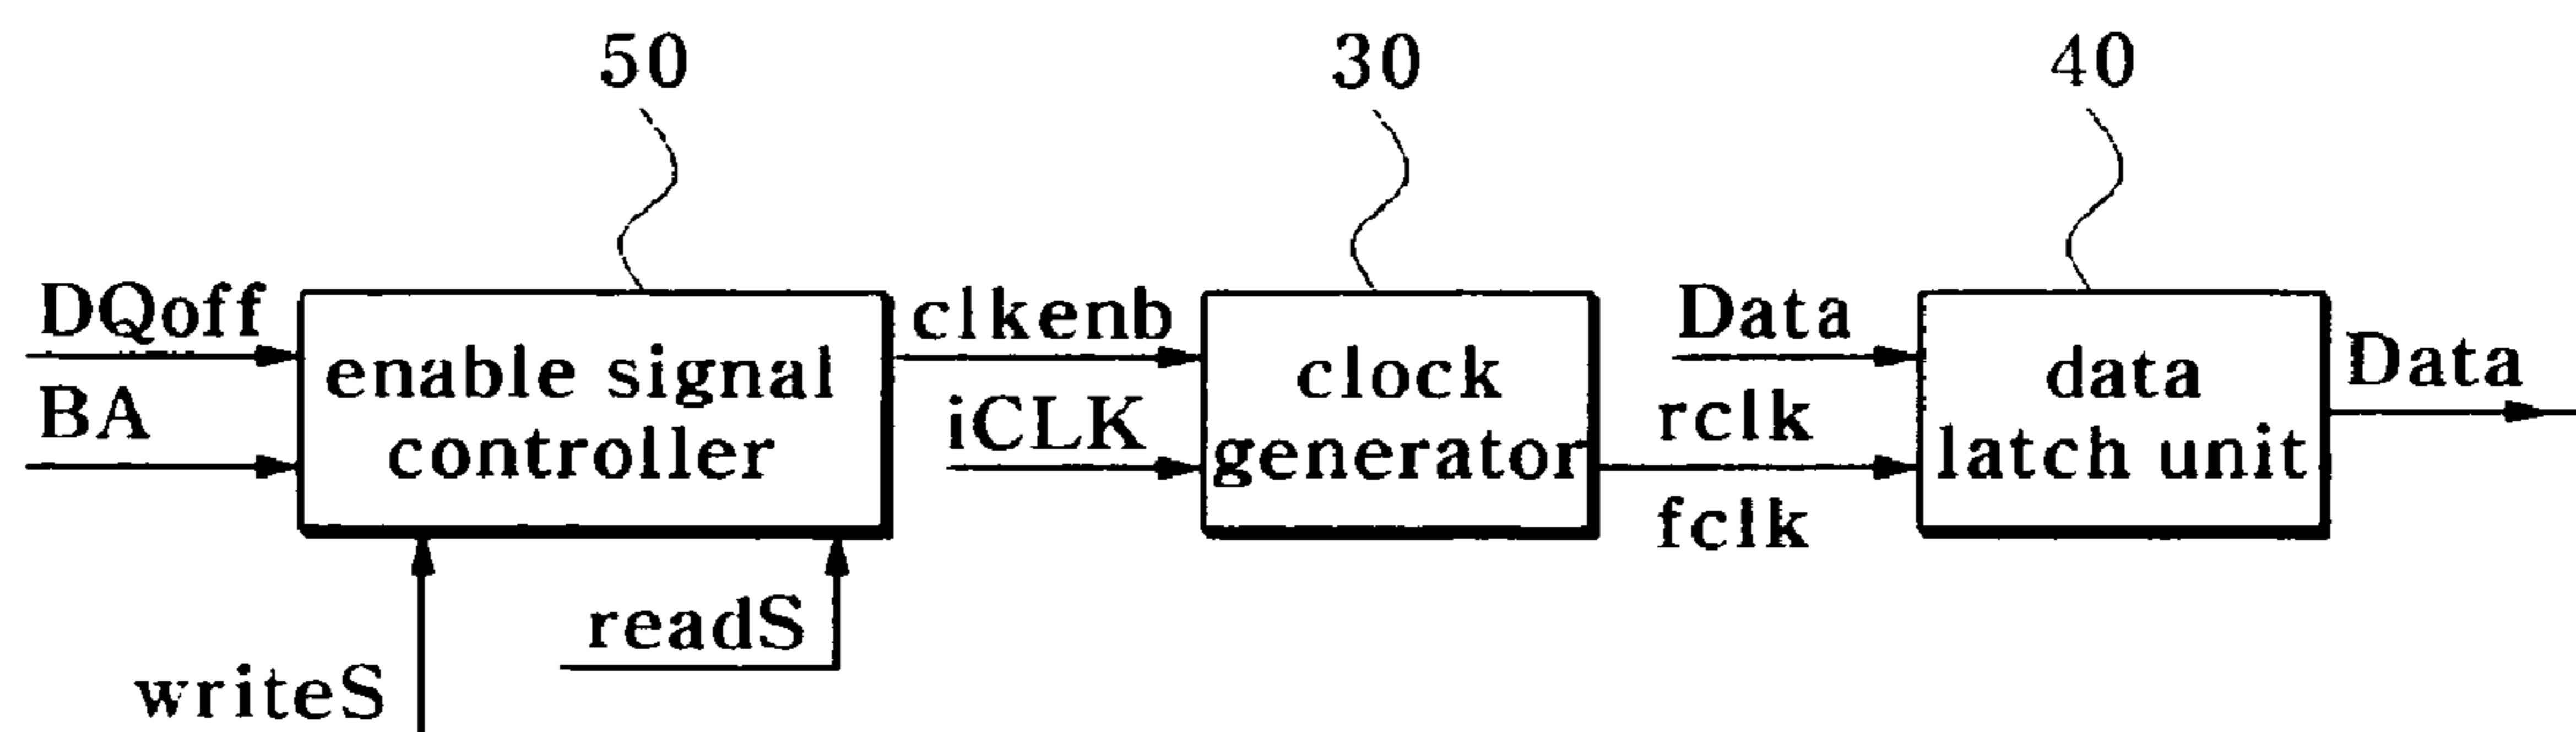 50
30
40
DQoff
BA
enable signal
controller
clkenb
iCLK
clock
generator
Data
rclk
fclk
data
latch unit
Data
readS
writeS